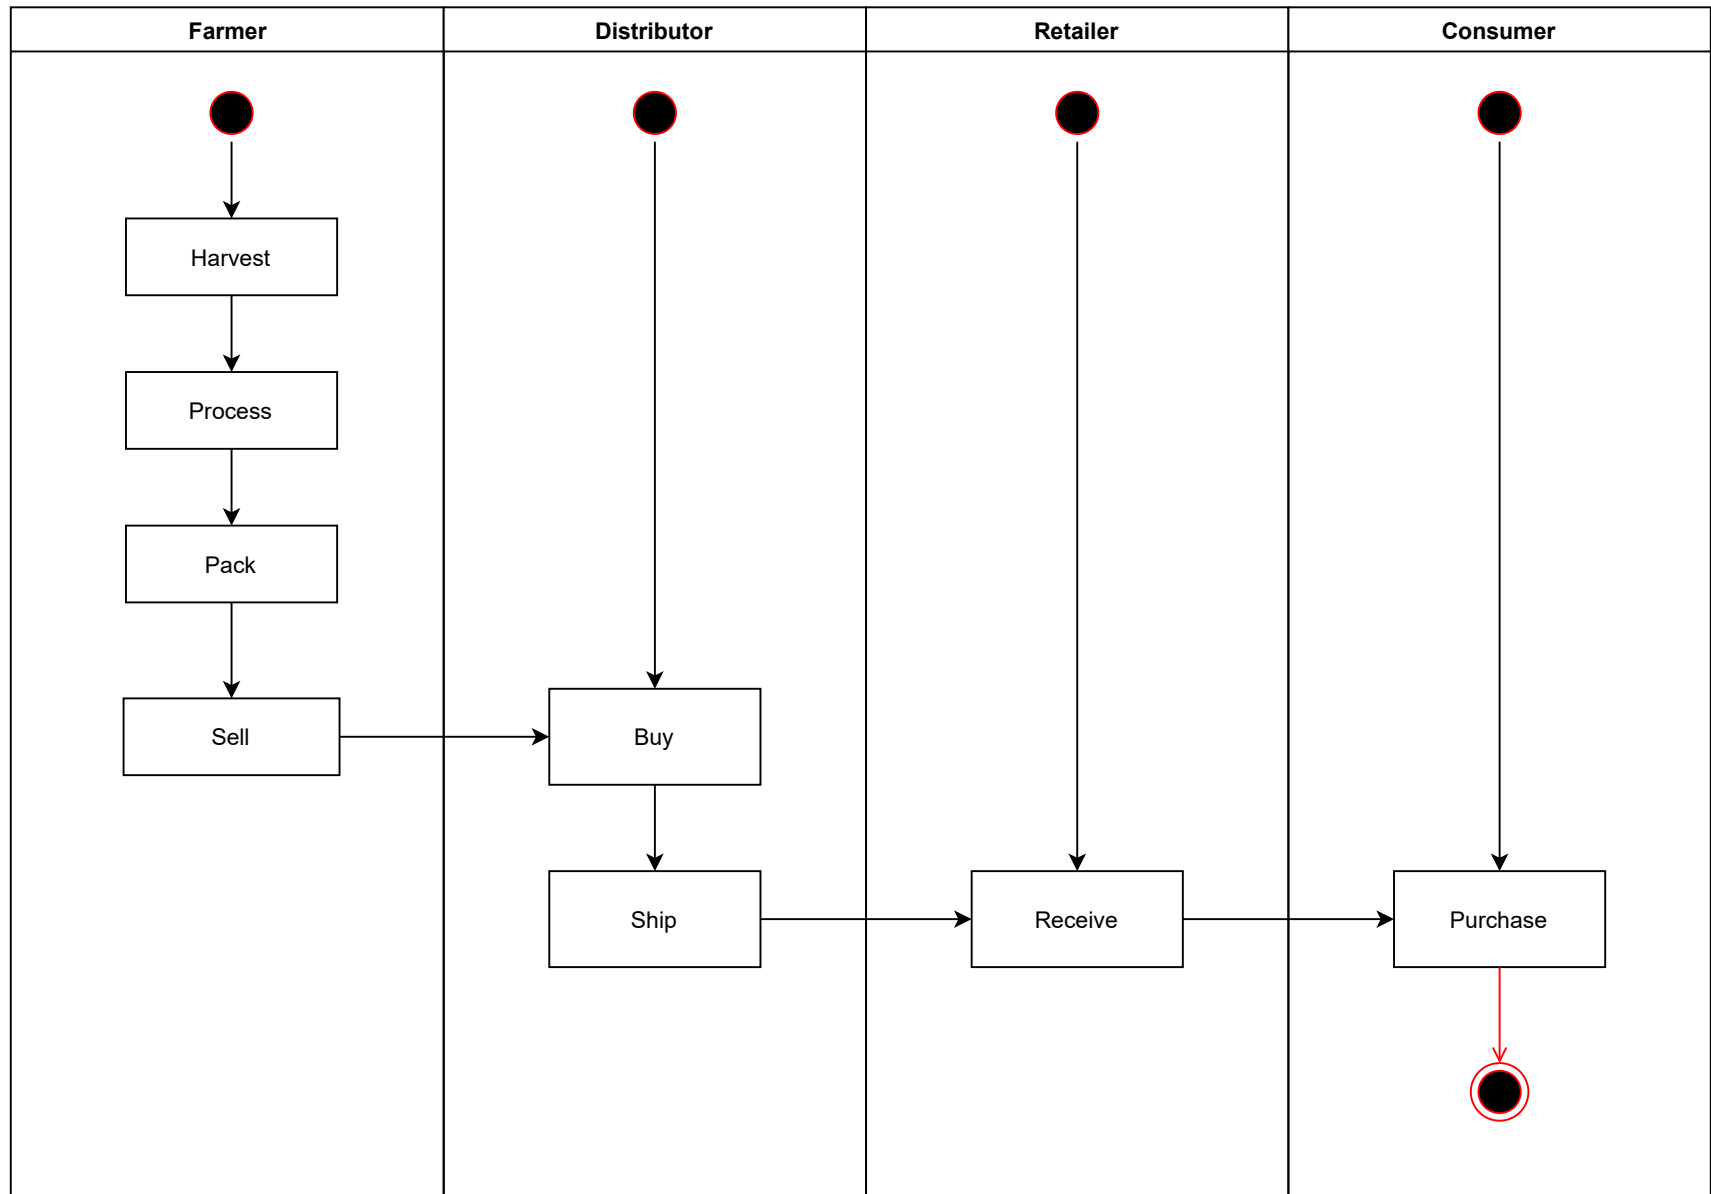 Farmer
Distributor
Retailer
Consumer
Harvest
Process
Pack
Sell
Buy
Ship
Receive
Purchase